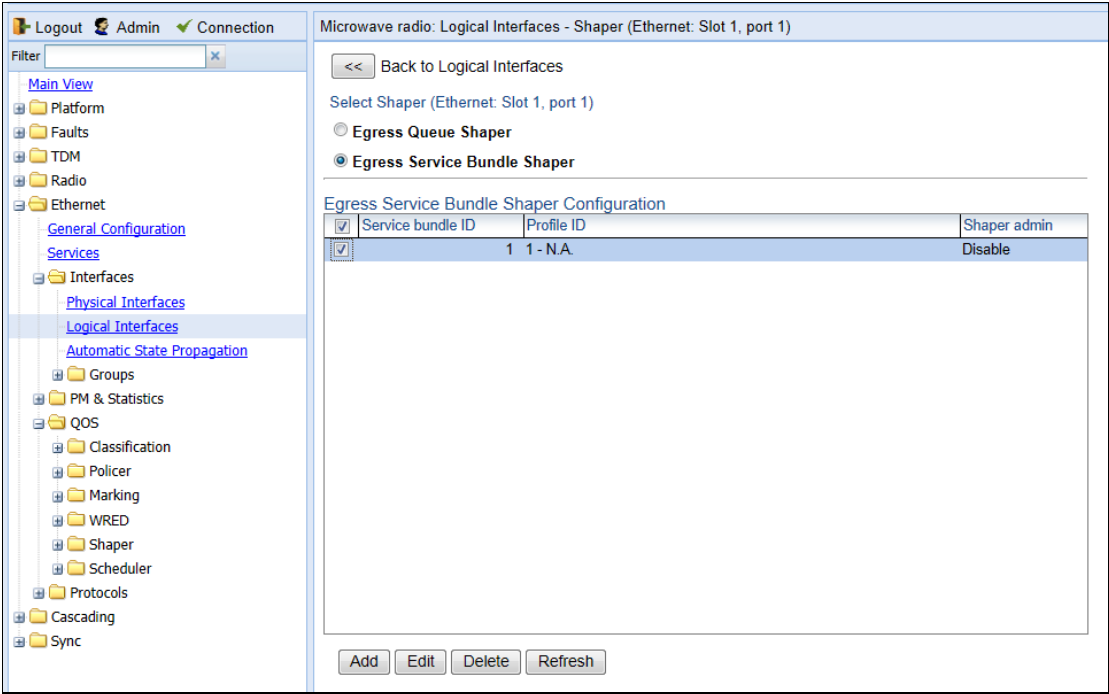 Logout Admin Connection
Filter
Main View
Platform
Faults
TDM
Radio
Ethernet
General Configuration
Services
Interfaces
Physical Interfaces
Logical Interfaces
Automatic State Propagation
Groups
PM & Statistics
QOS
Classification
Policer
Marking
WRED
Shaper
Scheduler
Protocols
Cascading
Sync
Microwave radio: Logical Interfaces - Shaper (Ethernet: Slot 1, port 1)
<< Back to Logical Interfaces
Select Shaper (Ethernet: Slot 1, port 1)
Egress Queue Shaper
Egress Service Bundle Shaper
Egress Service Bundle Shaper Configuration
Service bundle ID Profile ID Shaper admin
1 1 - N.A. Disable
Add Edit Delete Refresh